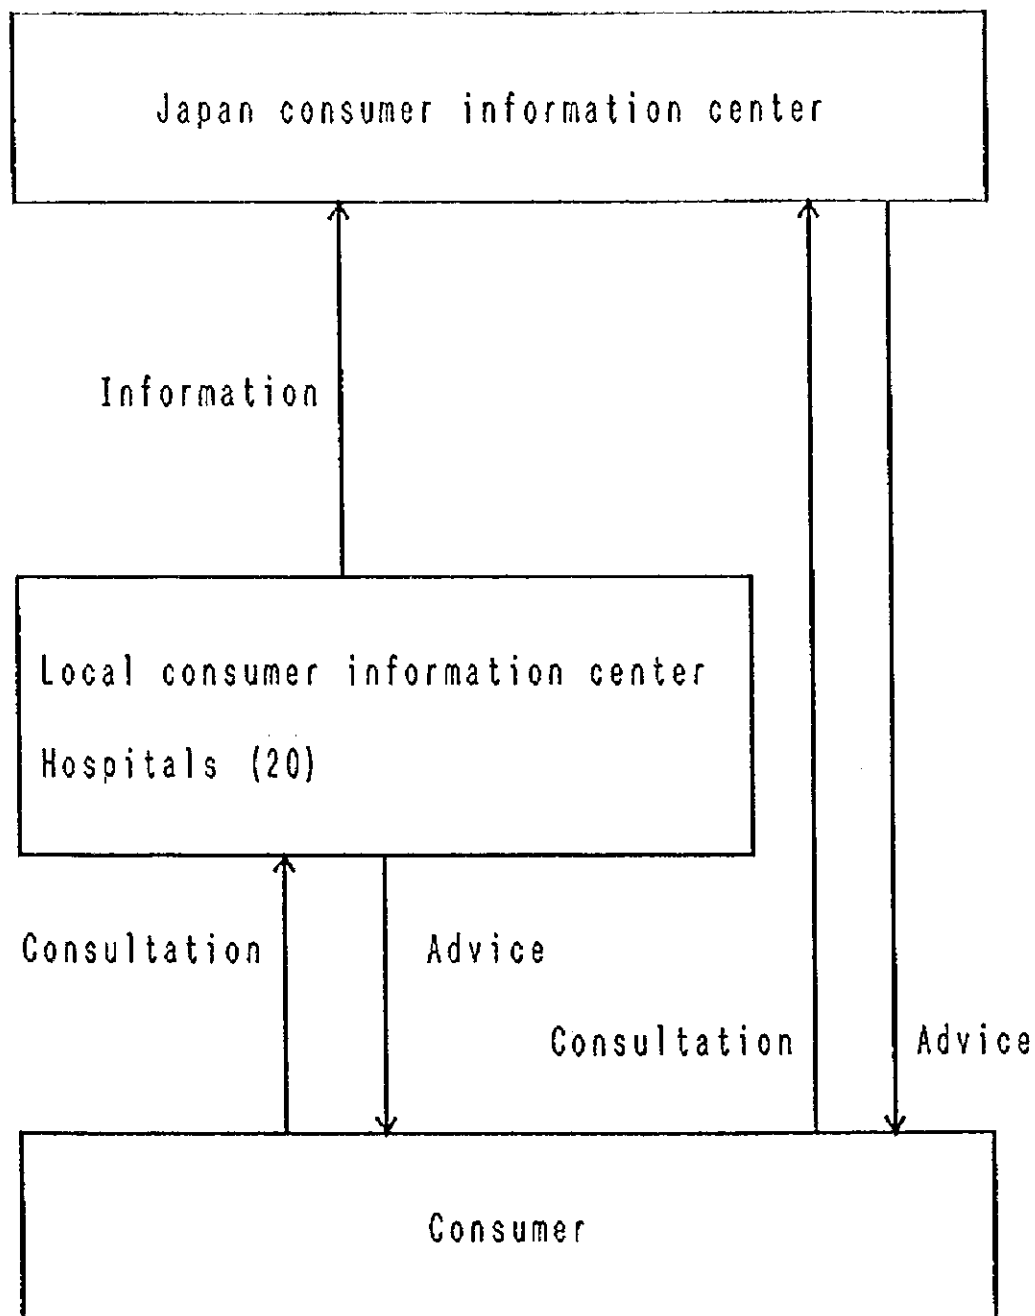 Japan consumer information center
Information
Local consumer information center
Hospitals (20)
Consultation
Advice
Consultation
Advice
Consumer